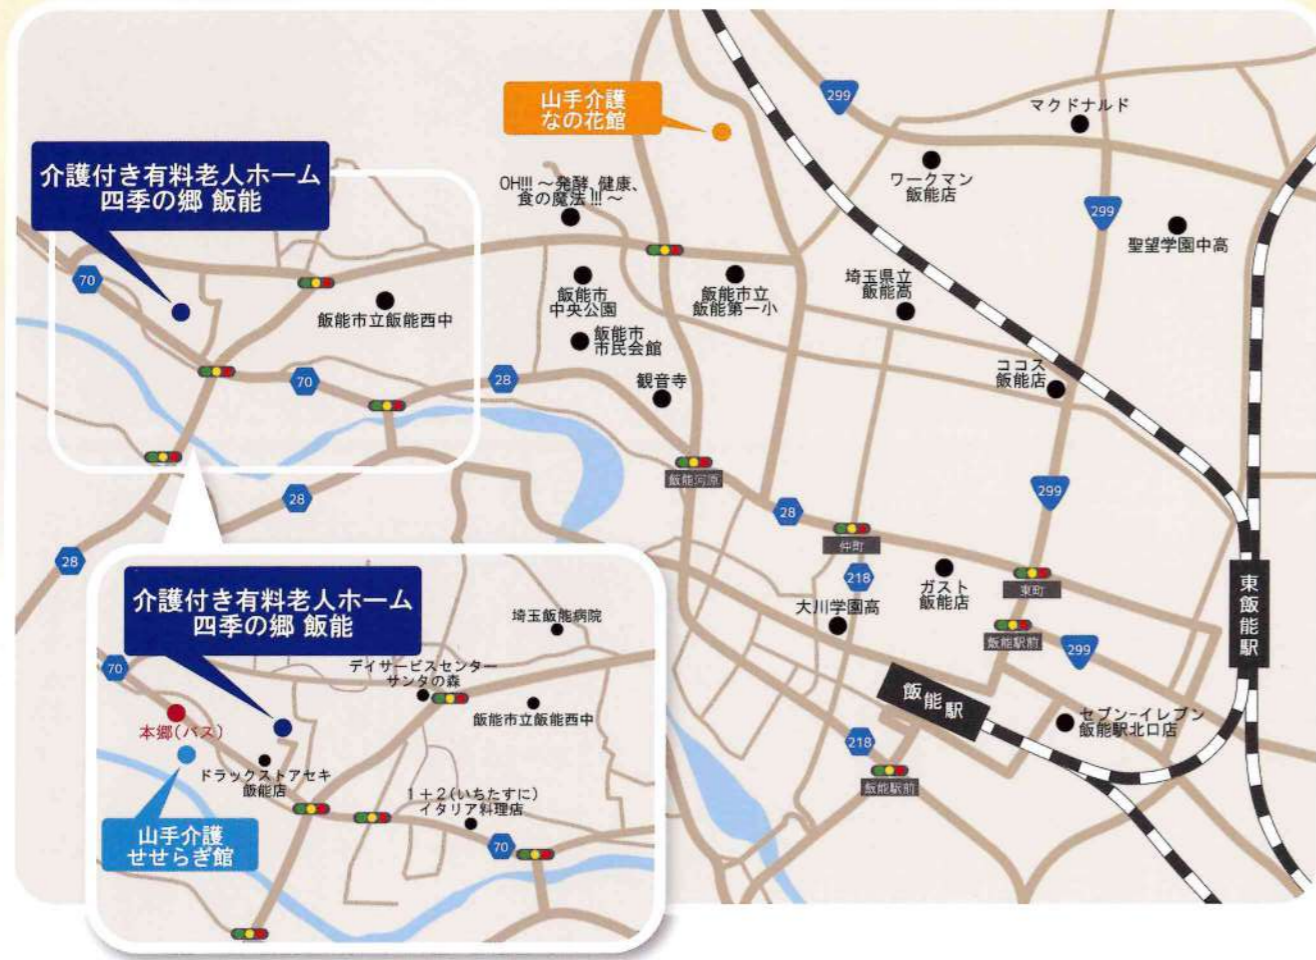 299
マクドナルド
山手介護
なの花館
介護付き有料老人ホーム
四季の郷 飯能
ワークマン
飯能店
OH!!! ～発酵、健康、
食の魔法 !!! ～
299
聖望学園中高
70
飯能市
中央公園
飯能市立
飯能第一小
埼玉県立
飯能高
飯能市立飯能西中
飯能市
市民会館
ココス
飯能店
70
28
観音寺
飯能河原
28
299
28
仲町
28
218
ガスト
飯能店
東町
大川学園高
飯能駅前
299
東飯能駅
飯能駅
セブン-イレブン
飯能駅北口店
218
飯能駅前
介護付き有料老人ホーム
四季の郷 飯能
埼玉飯能病院
70
デイサービスセンター
サンタの森
飯能市立飯能西中
本郷(バス)
ドラックストアセキ
飯能店
1+2(いちたすに)
イタリア料理店
山手介護
せせらぎ館
70